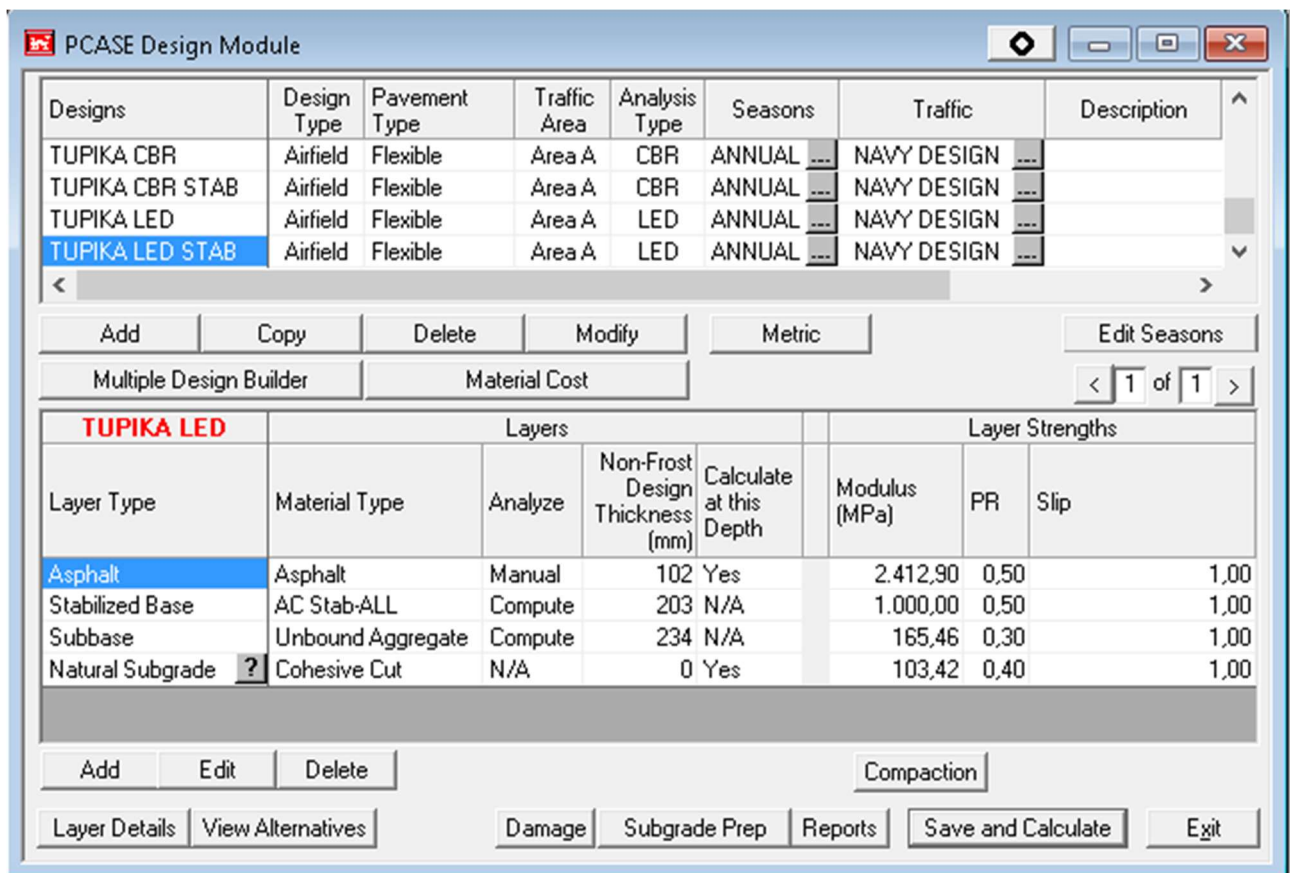 PCASE Design Module
Designs Design Type Pavement Type Traffic Area Analysis Type Seasons Traffic Description
TUPIKA CBR Airfield Flexible Area A CBR ANNUAL ... NAVY DESIGN ...
TUPIKA CBR STAB Airfield Flexible Area A CBR ANNUAL ... NAVY DESIGN ...
TUPIKA LED Airfield Flexible Area A LED ANNUAL ... NAVY DESIGN ...
TUPIKA LED STAB Airfield Flexible Area A LED ANNUAL ... NAVY DESIGN ...
Add Copy Delete Modify Metric Edit Seasons
Multiple Design Builder Material Cost < 1 of 1 >
TUPIKA LED Layers Layer Strengths
Layer Type Material Type Analyze Non-Frost Design Thickness (mm) Calculate at this Depth Modulus (MPa) PR Slip
Asphalt Asphalt Manual 102 Yes 2.412,90 0,50 1,00
Stabilized Base AC Stab-ALL Compute 203 N/A 1.000,00 0,50 1,00
Subbase Unbound Aggregate Compute 234 N/A 165,46 0,30 1,00
Natural Subgrade ? Cohesive Cut N/A 0 Yes 103,42 0,40 1,00
Add Edit Delete Compaction
Layer Details View Alternatives Damage Subgrade Prep Reports Save and Calculate Exit